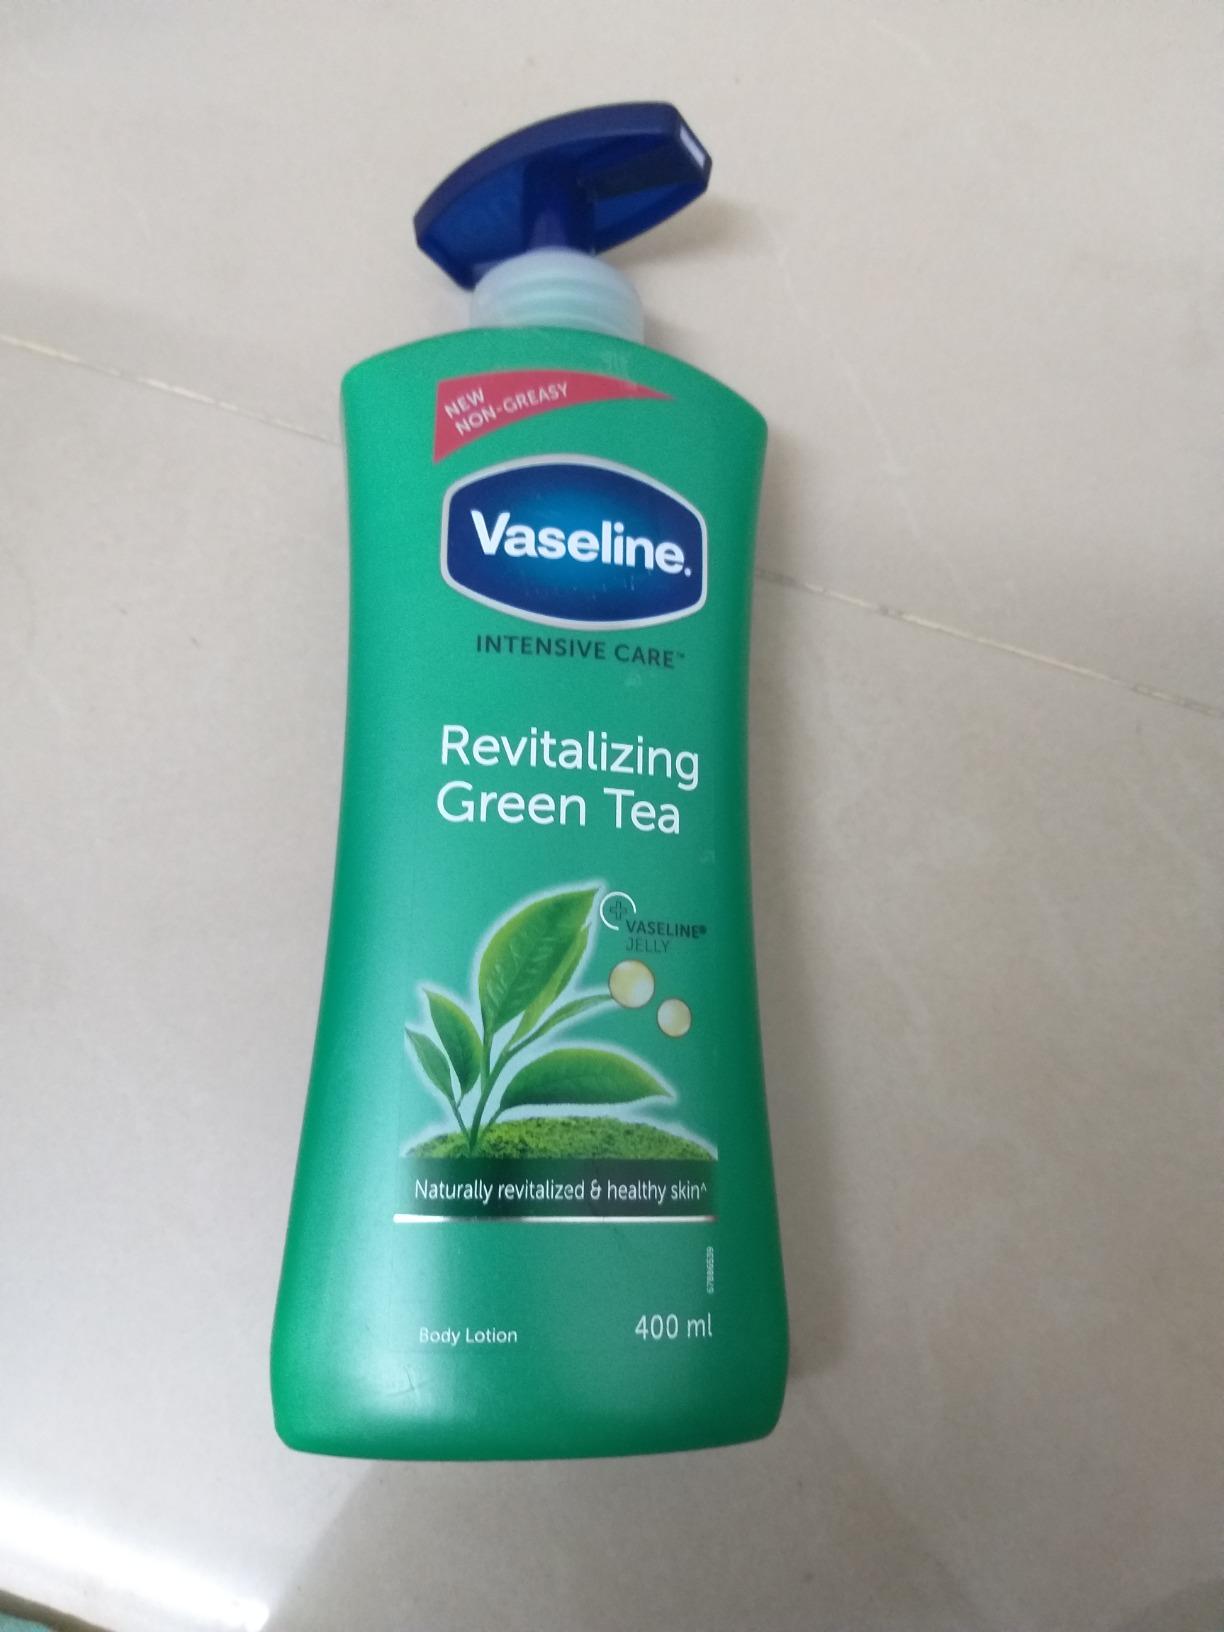 NEW
NON-GREASY
Vaseline.
INTENSIVE CARE™
Revitalizing
Green Tea
VASELINE®
JELLY
Naturally revitalized & healthy skin^
67886539
Body Lotion
400 ml